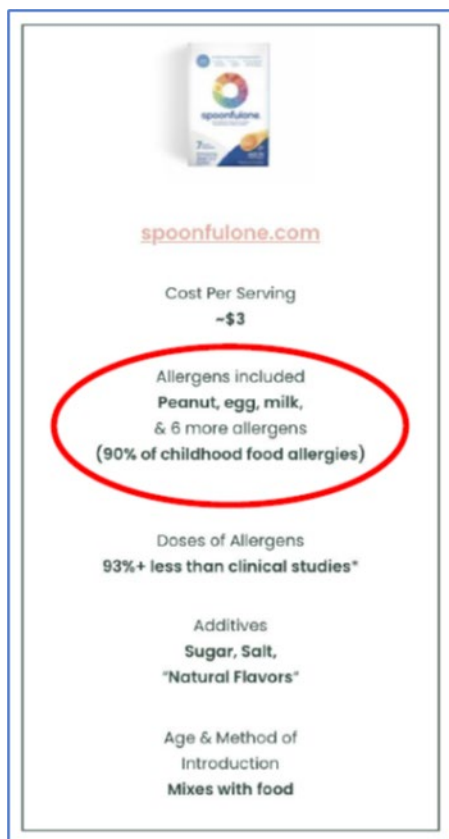 spoonfulone.
7
spoonfulone.com
Cost Per Serving
~$3
Allergens included
Peanut, egg, milk,
& 6 more allergens
(90% of childhood food allergies)
Doses of Allergens
93%+ less than clinical studies*
Additives
Sugar, Salt,
"Natural Flavors"
Age & Method of
Introduction
Mixes with food